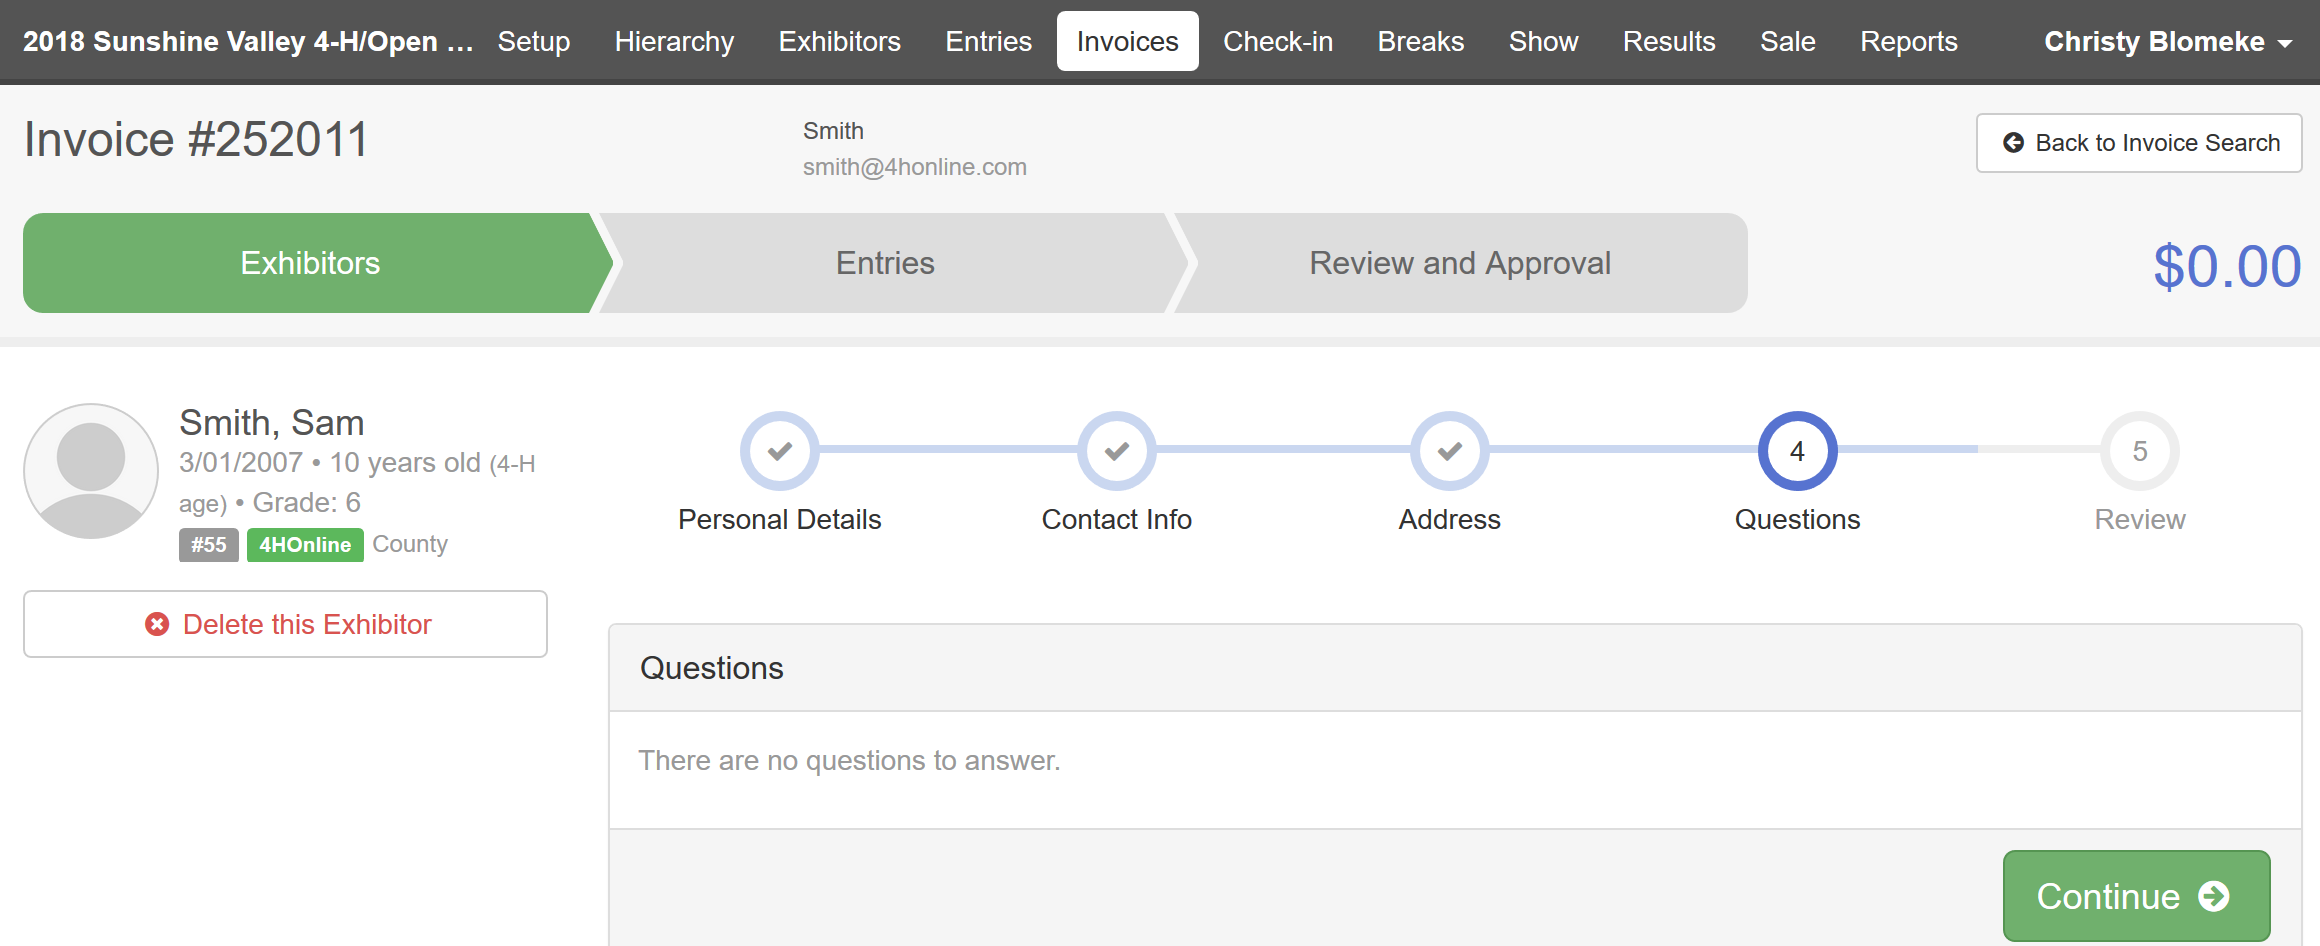 2018 Sunshine Valley 4-H/Open ... Setup Hierarchy Exhibitors Entries Invoices Check-in Breaks Show Results Sale Reports Christy Blomeke
Invoice #252011
Smith
smith@4honline.com
Back to Invoice Search
Exhibitors Entries Review and Approval $0.00
Smith, Sam
3/01/2007 • 10 years old (4-H
age) • Grade: 6
#55 4HOnline County
Delete this Exhibitor
4 5
Personal Details Contact Info Address Questions Review
Questions
There are no questions to answer.
Continue